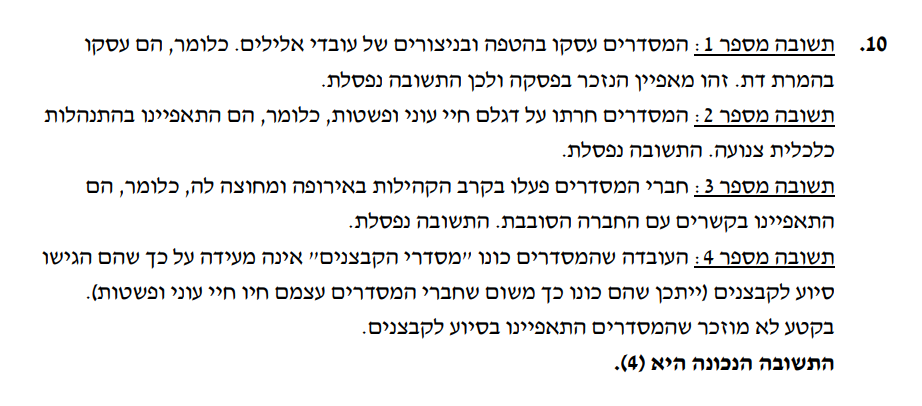 10. תשובה מספר 1: המסדרים עסקו בהטפה ובניצורים של עובדי אלילים. כלומר, הם עסקו
בהמרת דת. זהו מאפיין הנזכר בפסקה ולכן התשובה נפסלת.
תשובה מספר 2: המסדרים חרתו על דגלם חיי עוני ופשטות, כלומר, הם התאפיינו בהתנהלות
כלכלית צנועה. התשובה נפסלת.
תשובה מספר 3: חברי המסדרים פעלו בקרב הקהילות באירופה ומחוצה לה, כלומר, הם
התאפיינו בקשרים עם החברה הסובבת. התשובה נפסלת.
תשובה מספר 4: העובדה שהמסדרים כונו "מסדרי הקבצנים" אינה מעידה על כך שהם הגישו
סיוע לקבצנים (ייתכן שהם כונו כך משום שחברי המסדרים עצמם חיו חיי עוני ופשטות).
בקטע לא מוזכר שהמסדרים התאפיינו בסיוע לקבצנים.
התשובה הנכונה היא (4).